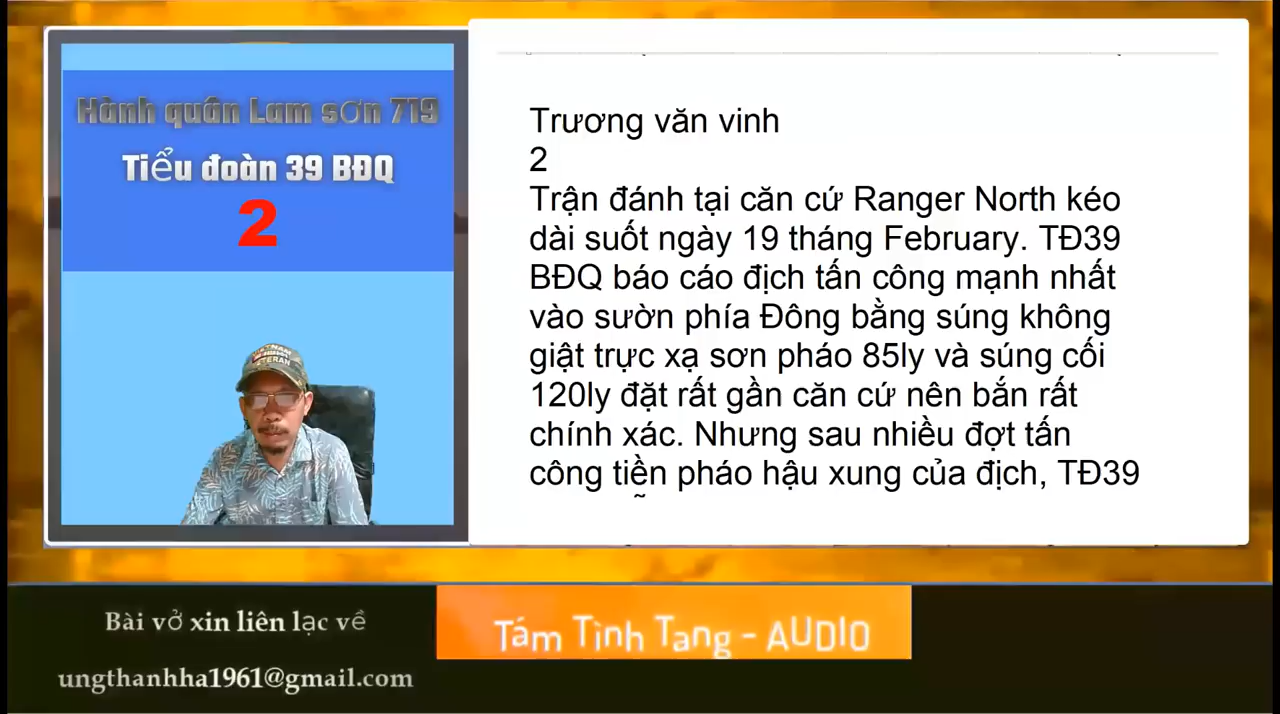 Hành quân Lam sơn 719
Tiểu đoàn 39 BĐQ
2
VIETNAM
VETERAN
Trương văn vinh
2
Trận đánh tại căn cứ Ranger North kéo
dài suốt ngày 19 tháng February. TĐ39
BĐQ báo cáo địch tấn công mạnh nhất
vào sườn phía Đông bằng súng không
giật trực xạ sơn pháo 85ly và súng cối
120ly đặt rất gần căn cứ nên bắn rất
chính xác. Nhưng sau nhiều đợt tấn
công tiền pháo hậu xung của địch, TĐ39
Bài vở xin liên lạc về
ungthanhha1961@gmail.com
Tám Tình Tang - AUDIO